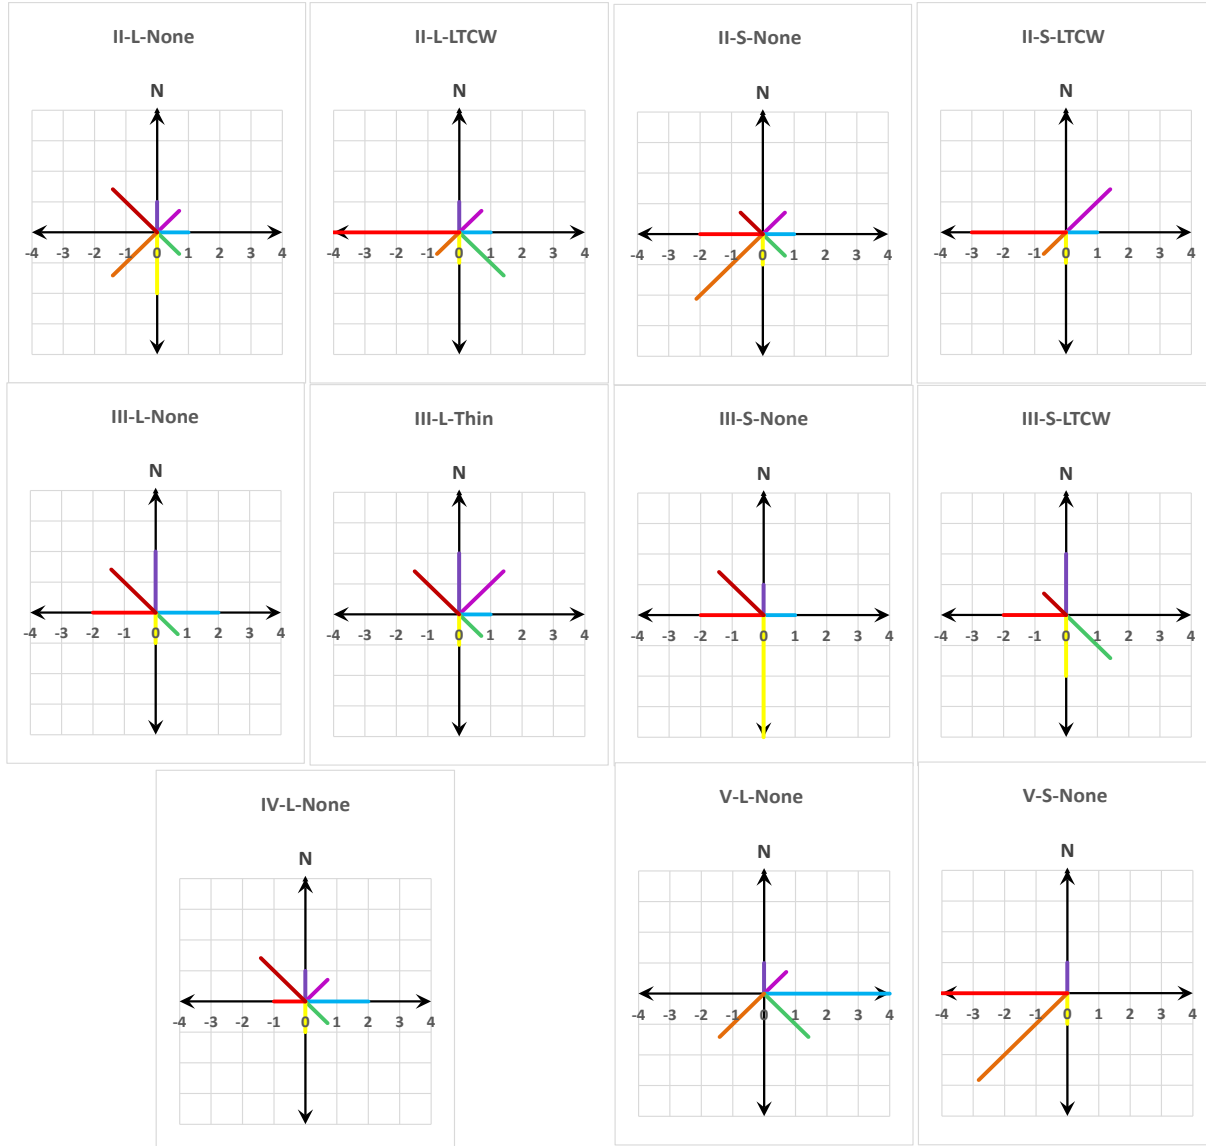 II-L-None
N
-4 -3 -2 -1 0 1 2 3 4
II-L-LTCW
N
-4 -3 -2 -1 0 1 2 3 4
II-S-None
N
-4 -3 -2 -1 0 1 2 3 4
II-S-LTCW
N
-4 -3 -2 -1 0 1 2 3 4
III-L-None
N
-4 -3 -2 -1 0 1 2 3 4
III-L-Thin
N
-4 -3 -2 -1 0 1 2 3 4
III-S-None
N
-4 -3 -2 -1 0 1 2 3 4
III-S-LTCW
N
-4 -3 -2 -1 0 1 2 3 4
IV-L-None
N
-4 -3 -2 -1 0 1 2 3 4
V-L-None
N
-4 -3 -2 -1 0 1 2 3 4
V-S-None
N
-4 -3 -2 -1 0 1 2 3 4